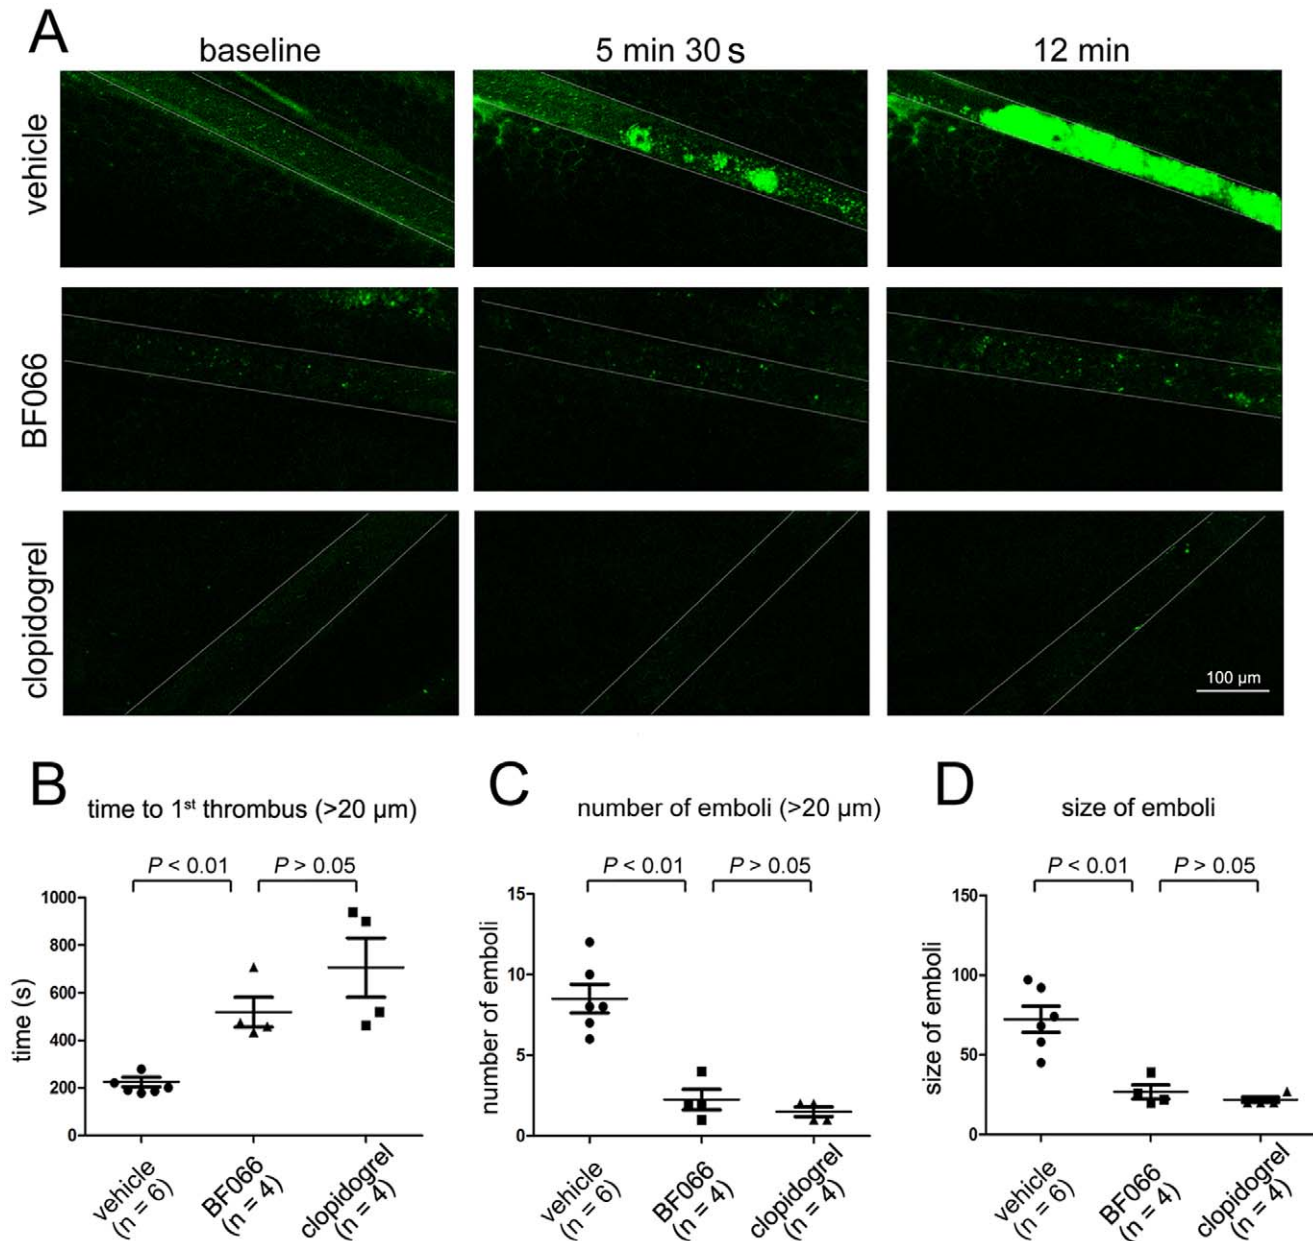 A
baseline
5 min 30 s
12 min
vehicle
BF066
clopidogrel
100 µm
B
time to 1st thrombus (>20 µm)
P < 0.01
P > 0.05
time (s)
1000
800
600
400
200
0
vehicle
(n = 6)
BF066
(n = 4)
clopidogrel
(n = 4)
C
number of emboli (>20 µm)
P < 0.01
P > 0.05
number of emboli
15
10
5
0
vehicle
(n = 6)
BF066
(n = 4)
clopidogrel
(n = 4)
D
size of emboli
P < 0.01
P > 0.05
size of emboli
150
100
50
0
vehicle
(n = 6)
BF066
(n = 4)
clopidogrel
(n = 4)